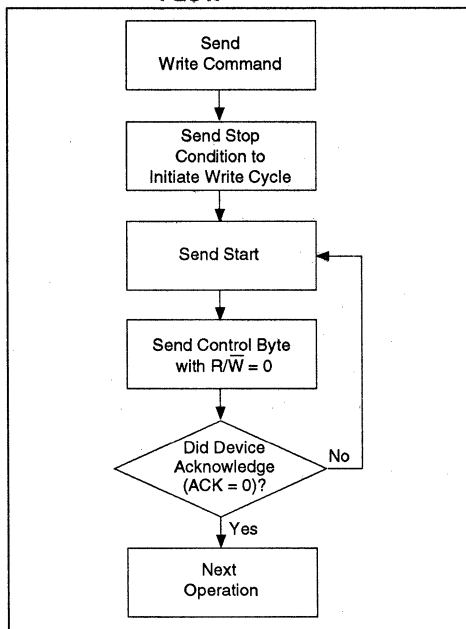 Send
Write Command
Send Stop
Condition to
Initiate Write Cycle
Send Start
Send Control Byte
with R/W̅ = 0
Did Device
Acknowledge
(ACK = 0)?
No
Yes
Next
Operation